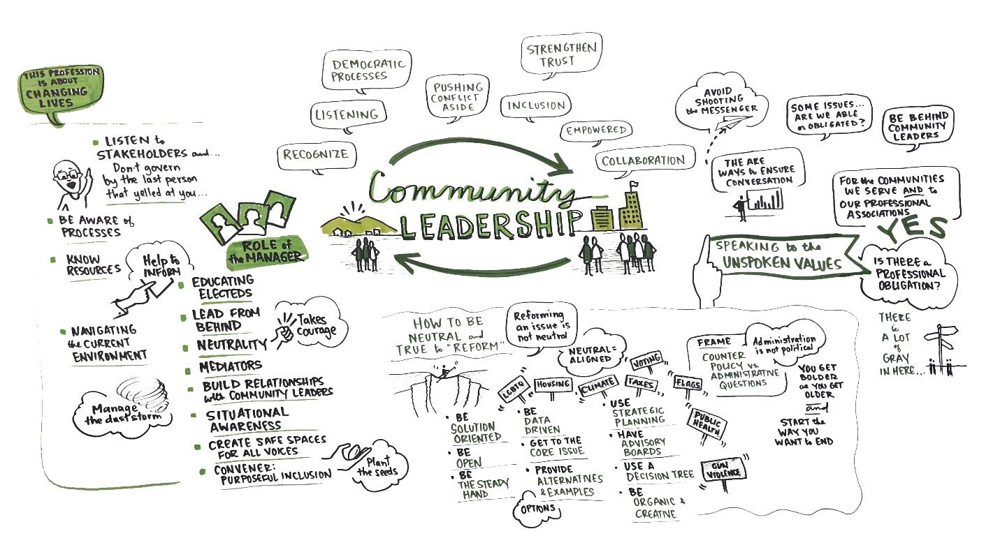 THIS PROFESSION
IS ABOUT
CHANGING
LIVES
LISTEN to
STAKEHOLDERS and...
Don't govern
by the last person
that yelled at you...
BE AWARE of
PROCESSES
KNOW
RESOURCES
Help to
INFORM
NAVIGATING
the CURRENT
ENVIRONMENT
Manage
the dust storm
ROLE of
the MANAGER
EDUCATING
ELECTEDS
LEAD FROM
BEHIND
NEUTRALITY
Takes
courage
MEDIATORS
BUILD RELATIONSHIPS
with COMMUNITY LEADERS
SITUATIONAL
AWARENESS
CREATE SAFE SPACES
FOR ALL VOICES
CONVENER:
PURPOSEFUL INCLUSION
Plant
the seeds
DEMOCRATIC
PROCESSES
LISTENING
RECOGNIZE
PUSHING
CONFLICT
ASIDE
STRENGTHEN
TRUST
INCLUSION
EMPOWERED
COLLABORATION
Community
LEADERSHIP
AVOID
SHOOTING
the MESSENGER
THE ARE
WAYS to ENSURE
CONVERSATION
SOME ISSUES...
ARE WE ABLE
or OBLIGATED?
BE BEHIND
COMMUNITY
LEADERS
FOR the COMMUNITIES
WE SERVE AND to
OUR PROFESSIONAL
ASSOCIATIONS
YES
SPEAKING to the
UNSPOKEN VALUES
IS THERE a
PROFESSIONAL
OBLIGATION?
THERE
is
A LOT
of
GRAY
IN HERE...
HOW TO BE
NEUTRAL and
TRUE to "REFORM"
Reforming
an issue is
not neutral
NEUTRAL =
ALIGNED
LGBTQ
HOUSING
CLIMATE
VOTING
TAXES
FLAGS
PUBLIC
HEALTH
GUN
VIOLENCE
BE
SOLUTION
ORIENTED
BE
OPEN
BE
THE STEADY
HAND
BE
DATA
DRIVEN
GET TO THE
CORE ISSUE
PROVIDE
ALTERNATIVES
& EXAMPLES
OPTIONS
USE
STRATEGIC
PLANNING
HAVE
ADVISORY
BOARDS
USE A
DECISION TREE
BE
ORGANIC &
CREATIVE
FRAME
COUNTER
POLICY vs.
ADMINISTRATIVE
QUESTIONS
Administration
is not political
YOU GET
BOLDER
as YOU GET
OLDER
and
START the
WAY YOU
WANT to END